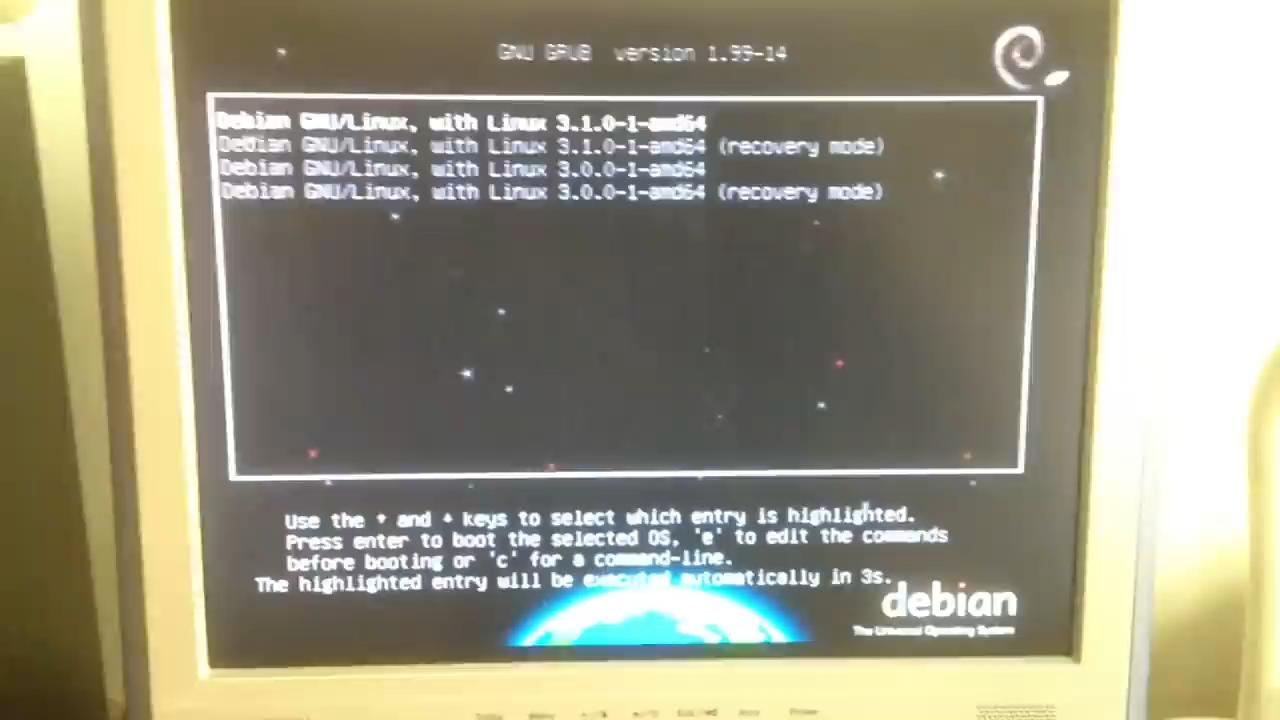 GNU GRUB version 1.99-14
Debian GNU/Linux, with Linux 3.1.0-1-amd64
Debian GNU/Linux, with Linux 3.1.0-1-amd64 (recovery mode)
Debian GNU/Linux, with Linux 3.0.0-1-amd64
Debian GNU/Linux, with Linux 3.0.0-1-amd64 (recovery mode)
Use the ↑ and ↓ keys to select which entry is highlighted.
Press enter to boot the selected OS, 'e' to edit the commands
before booting or 'c' for a command-line.
The highlighted entry will be executed automatically in 3s.
debian
The Universal Operating System